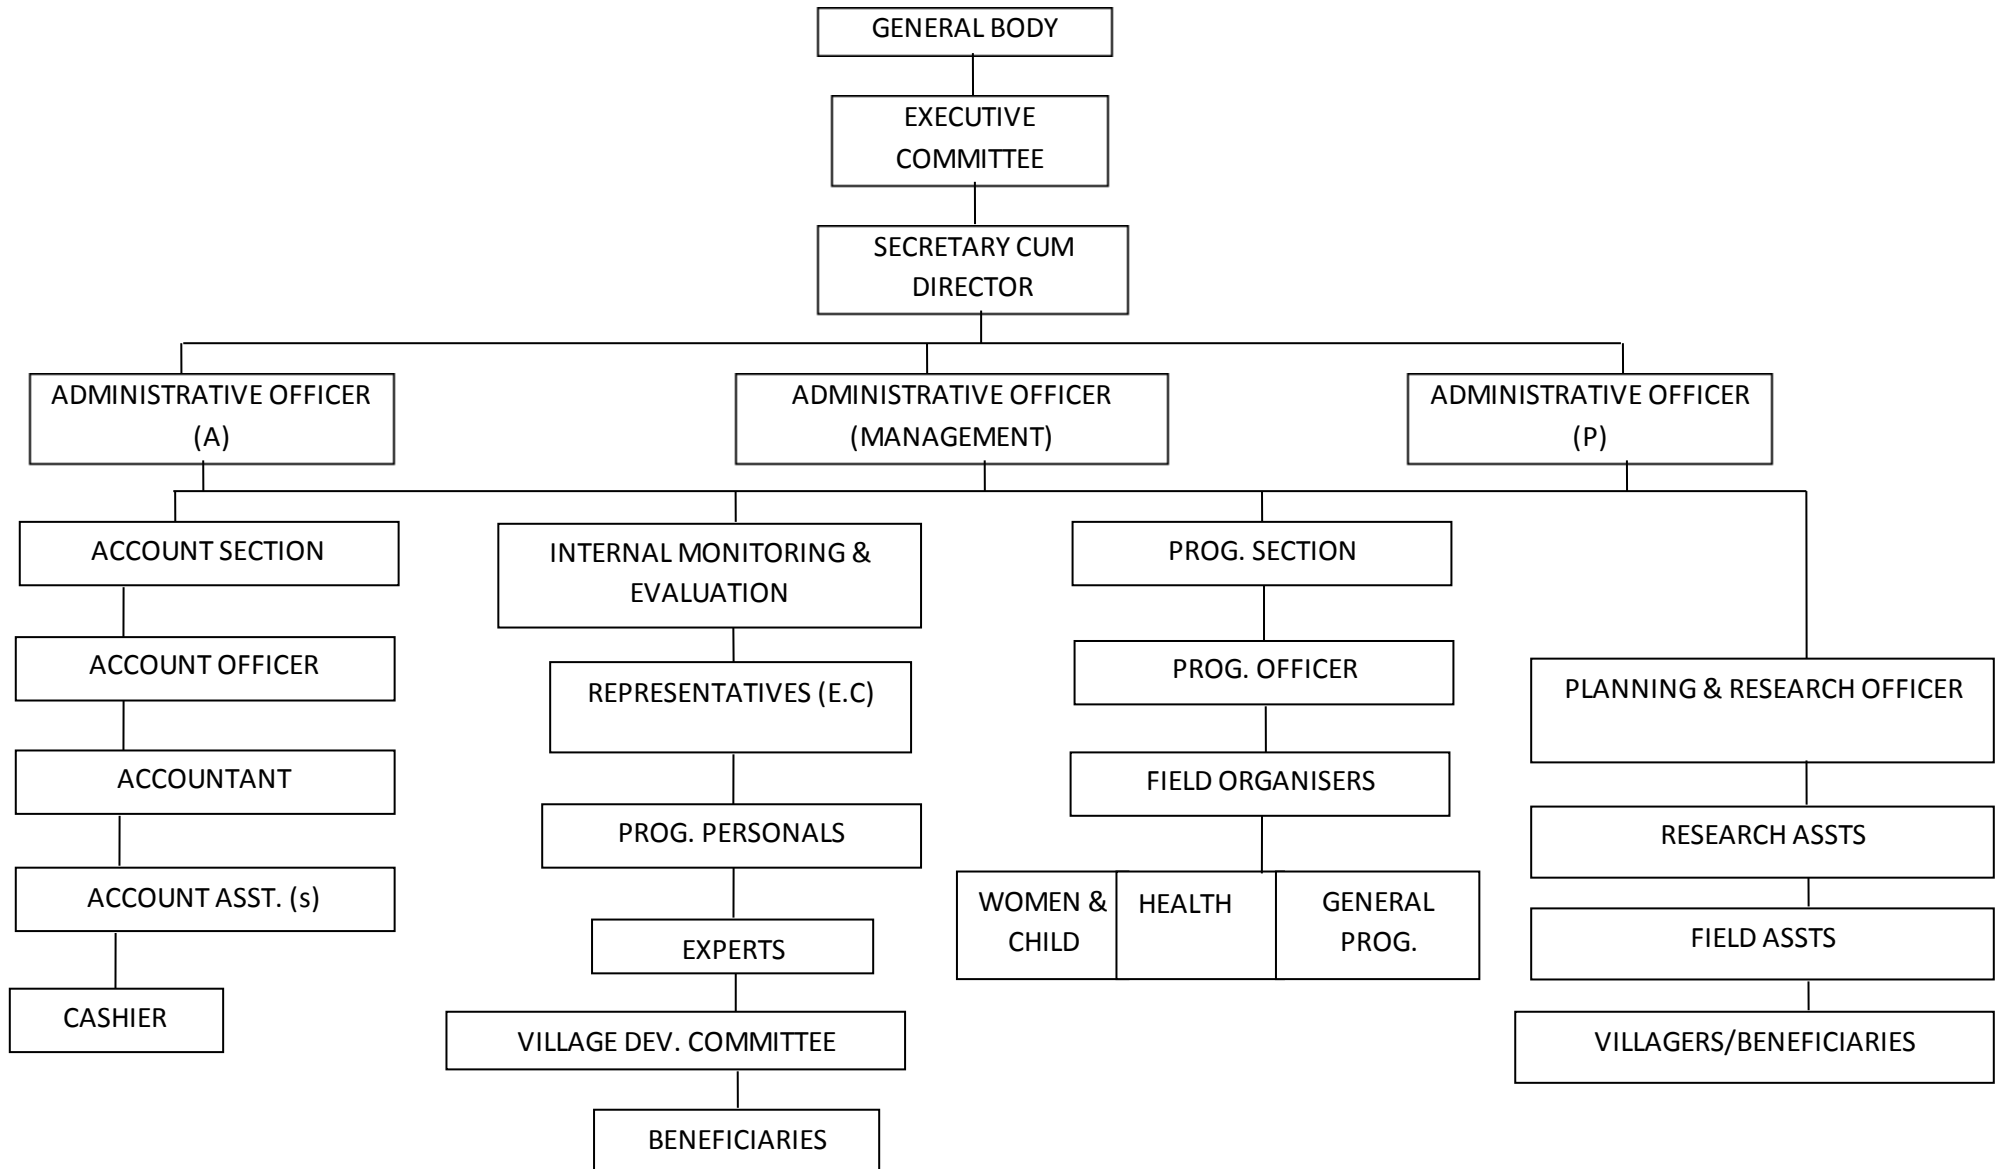 GENERAL BODY
EXECUTIVE
COMMITTEE
SECRETARY CUM
DIRECTOR
ADMINISTRATIVE OFFICER
(A)
ADMINISTRATIVE OFFICER
(MANAGEMENT)
ADMINISTRATIVE OFFICER
(P)
ACCOUNT SECTION
ACCOUNT OFFICER
ACCOUNTANT
ACCOUNT ASST. (s)
CASHIER
INTERNAL MONITORING &
EVALUATION
REPRESENTATIVES (E.C)
PROG. PERSONALS
EXPERTS
VILLAGE DEV. COMMITTEE
BENEFICIARIES
PROG. SECTION
PROG. OFFICER
FIELD ORGANISERS
WOMEN &
CHILD
HEALTH
GENERAL
PROG.
PLANNING & RESEARCH OFFICER
RESEARCH ASSTS
FIELD ASSTS
VILLAGERS/BENEFICIARIES